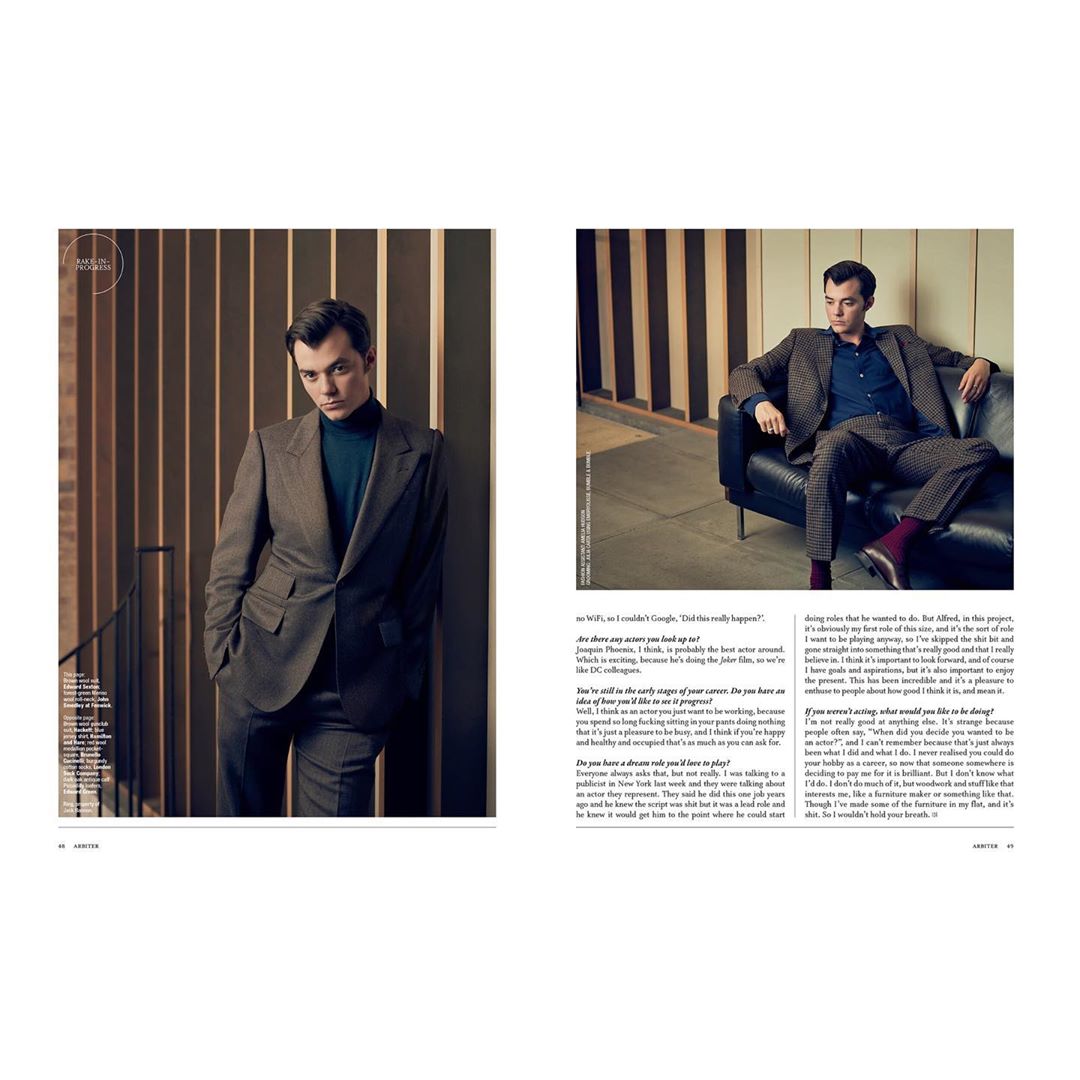 RAKE-IN-
PROGRESS
This page:
Brown wool suit,
Edward Sexton;
forest-green Merino
wool roll-neck, John
Smedley at Fenwick.
Opposite page:
Brown wool gunclub
suit, Hackett; blue
jersey shirt, Hamilton
and Hare; red wool
medallion pocket-
square, Brunello
Cucinelli; burgundy
cotton socks, London
Sock Company;
dark oak antique calf
Piccadilly loafers,
Edward Green.
Ring, property of
Jack Bannon.
48 ARBITER
FASHION ASSISTANT: AMELIA HUDSON
no WiFi, so I couldn't Google, ‘Did this really happen?’.
Are there any actors you look up to?
Joaquin Phoenix, I think, is probably the best actor around.
Which is exciting, because he's doing the Joker film, so we're
like DC colleagues.
You're still in the early stages of your career. Do you have an
idea of how you'd like to see it progress?
Well, I think as an actor you just want to be working, because
you spend so long fucking sitting in your pants doing nothing
that it's just a pleasure to be busy, and I think if you're happy
and healthy and occupied that's as much as you can ask for.
Do you have a dream role you'd love to play?
Everyone always asks that, but not really. I was talking to a
publicist in New York last week and they were talking about
an actor they represent. They said he did this one job years
ago and he knew the script was shit but it was a lead role and
he knew it would get him to the point where he could start
doing roles that he wanted to do. But Alfred, in this project,
it's obviously my first role of this size, and it's the sort of role
I want to be playing anyway, so I've skipped the shit bit and
gone straight into something that's really good and that I really
believe in. I think it's important to look forward, and of course
I have goals and aspirations, but it's also important to enjoy
the present. This has been incredible and it's a pleasure to
enthuse to people about how good I think it is, and mean it.
If you weren't acting, what would you like to be doing?
I'm not really good at anything else. It's strange because
people often say, “When did you decide you wanted to be
an actor?”, and I can't remember because that's just always
been what I did and what I do. I never realised you could do
your hobby as a career, so now that someone somewhere is
deciding to pay me for it is brilliant. But I don't know what
I'd do. I don't do much of it, but woodwork and stuff like that
interests me, like a furniture maker or something like that.
Though I've made some of the furniture in my flat, and it's
shit. So I wouldn't hold your breath.
ARBITER 49